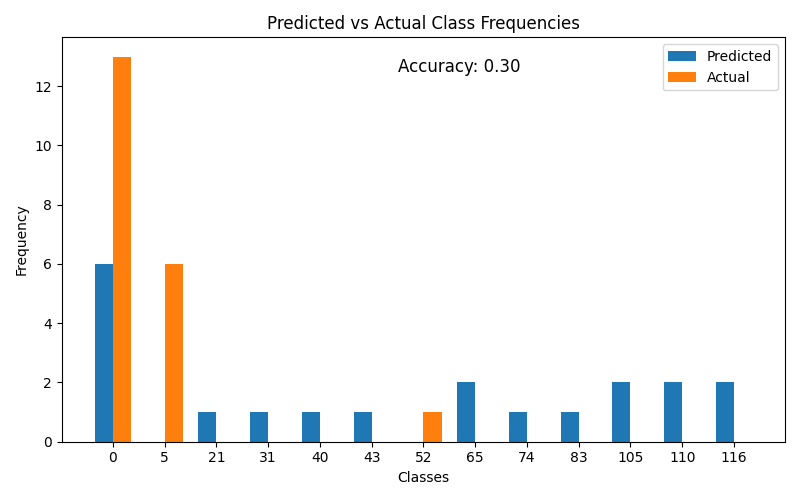 Predicted vs Actual Class Frequencies
Accuracy: 0.30
Predicted
Actual
Frequency
12
10
8
6
4
2
0
0 5 21 31 40 43 52 65 74 83 105 110 116
Classes